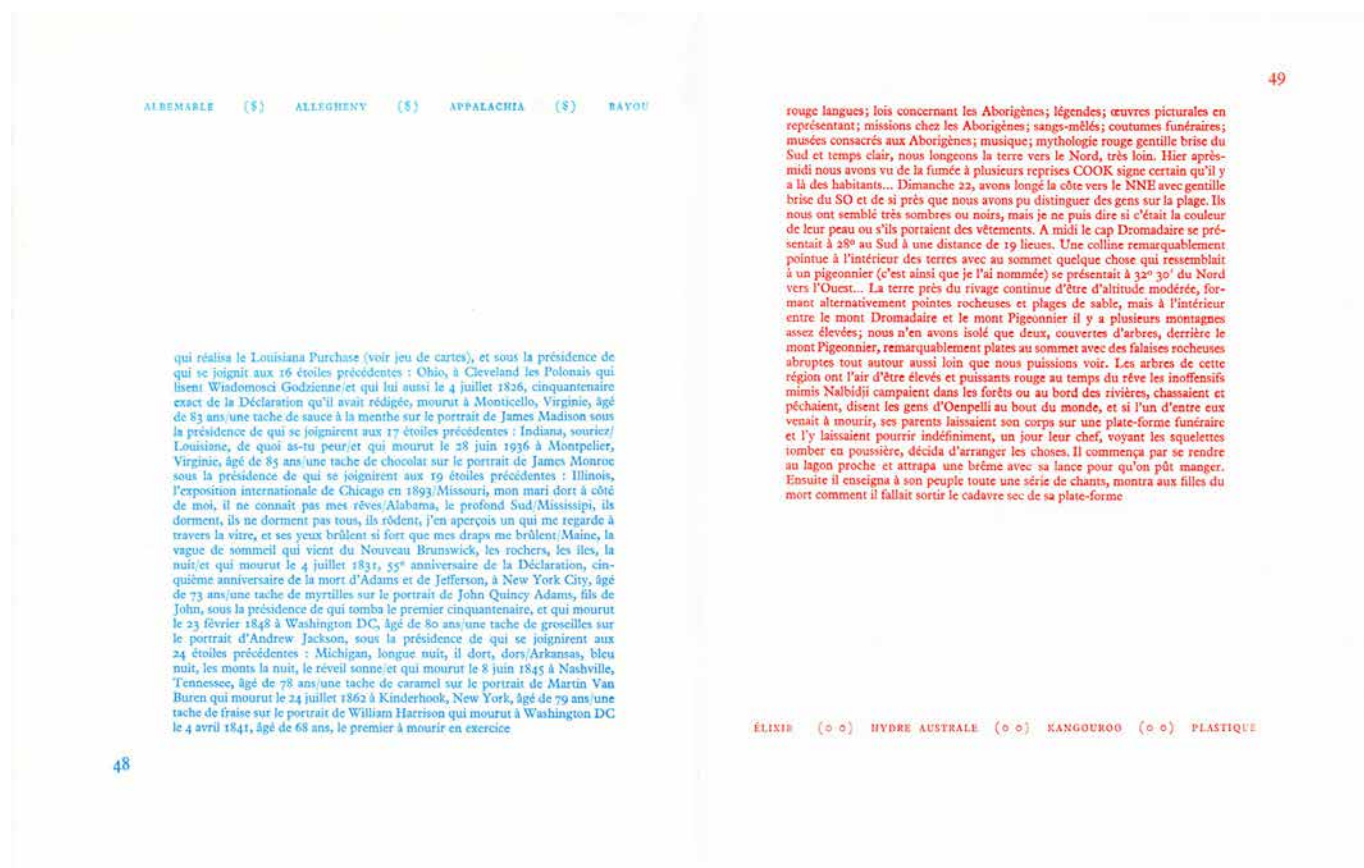 ALBEMARLE ($) ALLEGHENY ($) APPALACHIA ($) BAYOU
qui réalisa le Louisiana Purchase (voir jeu de cartes), et sous la présidence de
qui se joignit aux 16 étoiles précédentes : Ohio, à Cleveland les Polonais qui
lisent Wiadomosci Godzienne/et qui lui aussi le 4 juillet 1826, cinquantenaire
exact de la Déclaration qu'il avait rédigée, mourut à Monticello, Virginie, âgé
de 83 ans/une tache de sauce à la menthe sur le portrait de James Madison sous
la présidence de qui se joignirent aux 17 étoiles précédentes : Indiana, souriez/
Louisiane, de quoi as-tu peur/et qui mourut le 28 juin 1936 à Montpelier,
Virginie, âgé de 85 ans/une tache de chocolat sur le portrait de James Monroe
sous la présidence de qui se joignirent aux 19 étoiles précédentes : Illinois,
l'exposition internationale de Chicago en 1893/Missouri, mon mari dort à côté
de moi, il ne connaît pas mes rêves/Alabama, le profond Sud/Mississipi, ils
dorment, ils ne dorment pas tous, ils rôdent, j'en aperçois un qui me regarde à
travers la vitre, et ses yeux brûlent si fort que mes draps me brûlent/Maine, la
vague de sommeil qui vient du Nouveau Brunswick, les rochers, les îles, la
nuit/et qui mourut le 4 juillet 1831, 55e anniversaire de la Déclaration, cin-
quième anniversaire de la mort d'Adams et de Jefferson, à New York City, âgé
de 73 ans/une tache de myrtilles sur le portrait de John Quincy Adams, fils de
John, sous la présidence de qui tomba le premier cinquantenaire, et qui mourut
le 23 février 1848 à Washington DC, âgé de 80 ans/une tache de groseilles sur
le portrait d'Andrew Jackson, sous la présidence de qui se joignirent aux
24 étoiles précédentes : Michigan, longue nuit, il dort, dors/Arkansas, bleu
nuit, les monts la nuit, le réveil sonne/et qui mourut le 8 juin 1845 à Nashville,
Tennessee, âgé de 78 ans/une tache de caramel sur le portrait de Martin Van
Buren qui mourut le 24 juillet 1862 à Kinderhook, New York, âgé de 79 ans/une
tache de fraise sur le portrait de William Harrison qui mourut à Washington DC
le 4 avril 1841, âgé de 68 ans, le premier à mourir en exercice
48
49
rouge langues; lois concernant les Aborigènes; légendes; œuvres picturales en
représentant; missions chez les Aborigènes; sangs-mêlés; coutumes funéraires;
musées consacrés aux Aborigènes; musique; mythologie rouge gentille brise du
Sud et temps clair, nous longeons la terre vers le Nord, très loin. Hier après-
midi nous avons vu de la fumée à plusieurs reprises COOK signe certain qu'il y
a là des habitants... Dimanche 22, avons longé la côte vers le NNE avec gentille
brise du SO et de si près que nous avons pu distinguer des gens sur la plage. Ils
nous ont semblé très sombres ou noirs, mais je ne puis dire si c'était la couleur
de leur peau ou s'ils portaient des vêtements. A midi le cap Dromadaire se pré-
sentait à 28º au Sud à une distance de 19 lieues. Une colline remarquablement
pointue à l'intérieur des terres avec au sommet quelque chose qui ressemblait
à un pigeonnier (c'est ainsi que je l'ai nommée) se présentait à 32º 30' du Nord
vers l'Ouest... La terre près du rivage continue d'être d'altitude modérée, for-
mant alternativement pointes rocheuses et plages de sable, mais à l'intérieur
entre le mont Dromadaire et le mont Pigeonnier il y a plusieurs montagnes
assez élevées; nous n'en avons isolé que deux, couvertes d'arbres, derrière le
mont Pigeonnier, remarquablement plates au sommet avec des falaises rocheuses
abruptes tout autour aussi loin que nous puissions voir. Les arbres de cette
région ont l'air d'être élevés et puissants rouge au temps du rêve les inoffensifs
mimis Nalbidji campaient dans les forêts ou au bord des rivières, chassaient et
pêchaient, disent les gens d'Oenpelli au bout du monde, et si l'un d'entre eux
venait à mourir, ses parents laissaient son corps sur une plate-forme funéraire
et l'y laissaient pourrir indéfiniment, un jour leur chef, voyant les squelettes
tomber en poussière, décida d'arranger les choses. Il commença par se rendre
au lagon proche et attrapa une brême avec sa lance pour qu'on pût manger.
Ensuite il enseigna à son peuple toute une série de chants, montra aux filles du
mort comment il fallait sortir le cadavre sec de sa plate-forme
ÉLIXIR (o o) HYDRE AUSTRALE (o o) KANGOUROO (o o) PLASTIQUE